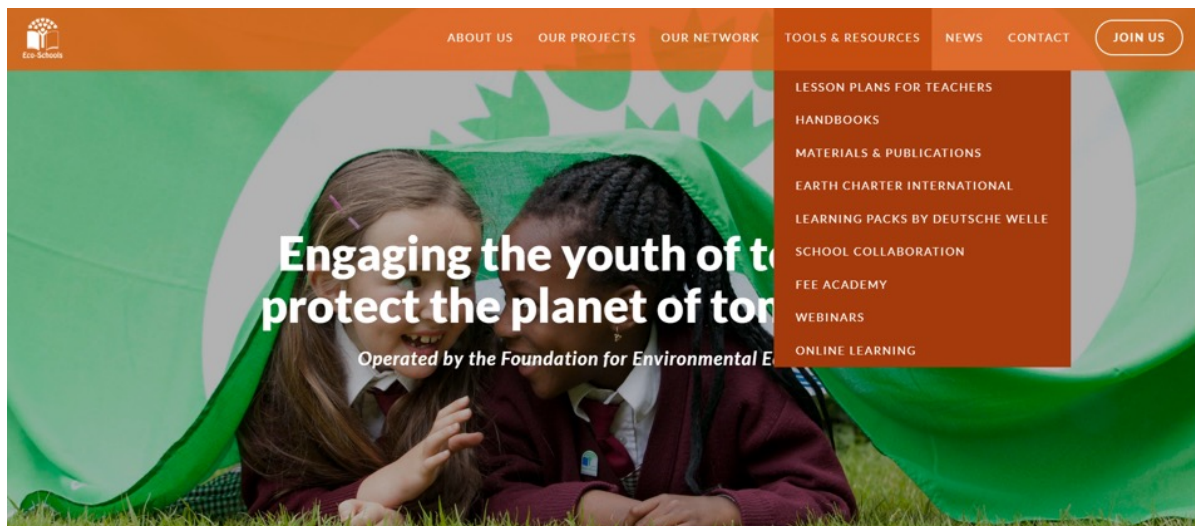 Eco-Schools
ABOUT US OUR PROJECTS OUR NETWORK TOOLS & RESOURCES NEWS CONTACT JOIN US
LESSON PLANS FOR TEACHERS
HANDBOOKS
MATERIALS & PUBLICATIONS
EARTH CHARTER INTERNATIONAL
LEARNING PACKS BY DEUTSCHE WELLE
SCHOOL COLLABORATION
FEE ACADEMY
WEBINARS
ONLINE LEARNING
Engaging the youth of
protect the planet of
Operated by the Foundation for Environmental